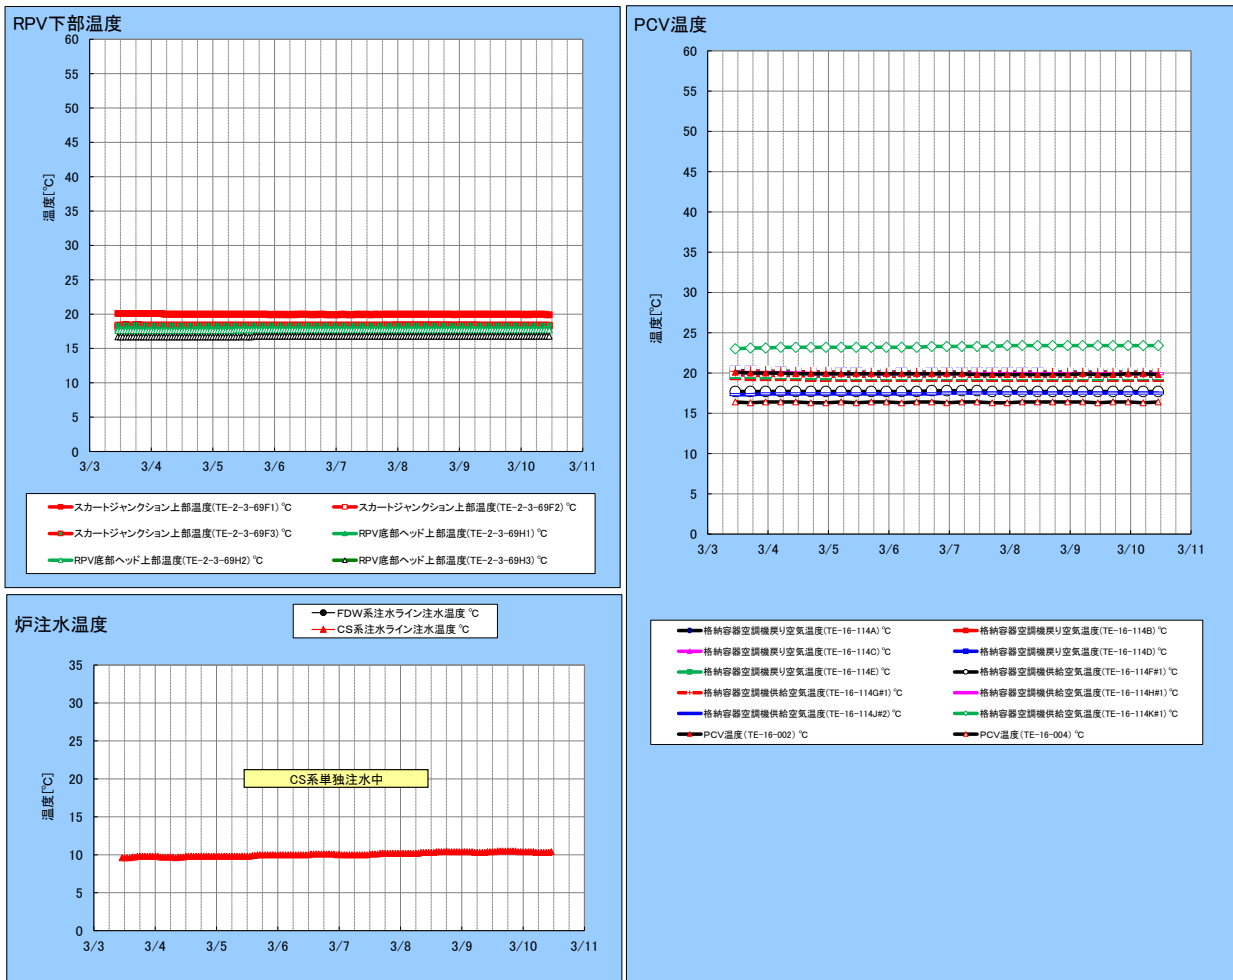 RPV下部温度
60
55
50
45
40
35
30
25
20
15
10
5
0
温度[℃]
3/3 3/4 3/5 3/6 3/7 3/8 3/9 3/10 3/11
スカートジャンクション上部温度(TE-2-3-69F1) ℃ スカートジャンクション上部温度(TE-2-3-69F2) ℃
スカートジャンクション上部温度(TE-2-3-69F3) ℃ RPV底部ヘッド上部温度(TE-2-3-69H1) ℃
RPV底部ヘッド上部温度(TE-2-3-69H2) ℃ RPV底部ヘッド上部温度(TE-2-3-69H3) ℃
炉注水温度
FDW系注水ライン注水温度 ℃
CS系注水ライン注水温度 ℃
35
30
25
20
15
10
5
0
温度[℃]
CS系単独注水中
3/3 3/4 3/5 3/6 3/7 3/8 3/9 3/10 3/11
PCV温度
60
55
50
45
40
35
30
25
20
15
10
5
0
温度[℃]
3/3 3/4 3/5 3/6 3/7 3/8 3/9 3/10 3/11
格納容器空調機戻り空気温度(TE-16-114A) ℃ 格納容器空調機戻り空気温度(TE-16-114B) ℃
格納容器空調機戻り空気温度(TE-16-114C) ℃ 格納容器空調機戻り空気温度(TE-16-114D) ℃
格納容器空調機戻り空気温度(TE-16-114E) ℃ 格納容器空調機供給空気温度(TE-16-114F#1) ℃
格納容器空調機供給空気温度(TE-16-114G#1) ℃ 格納容器空調機供給空気温度(TE-16-114H#1) ℃
格納容器空調機供給空気温度(TE-16-114J#2) ℃ 格納容器空調機供給空気温度(TE-16-114K#1) ℃
PCV温度(TE-16-002) ℃ PCV温度(TE-16-004) ℃